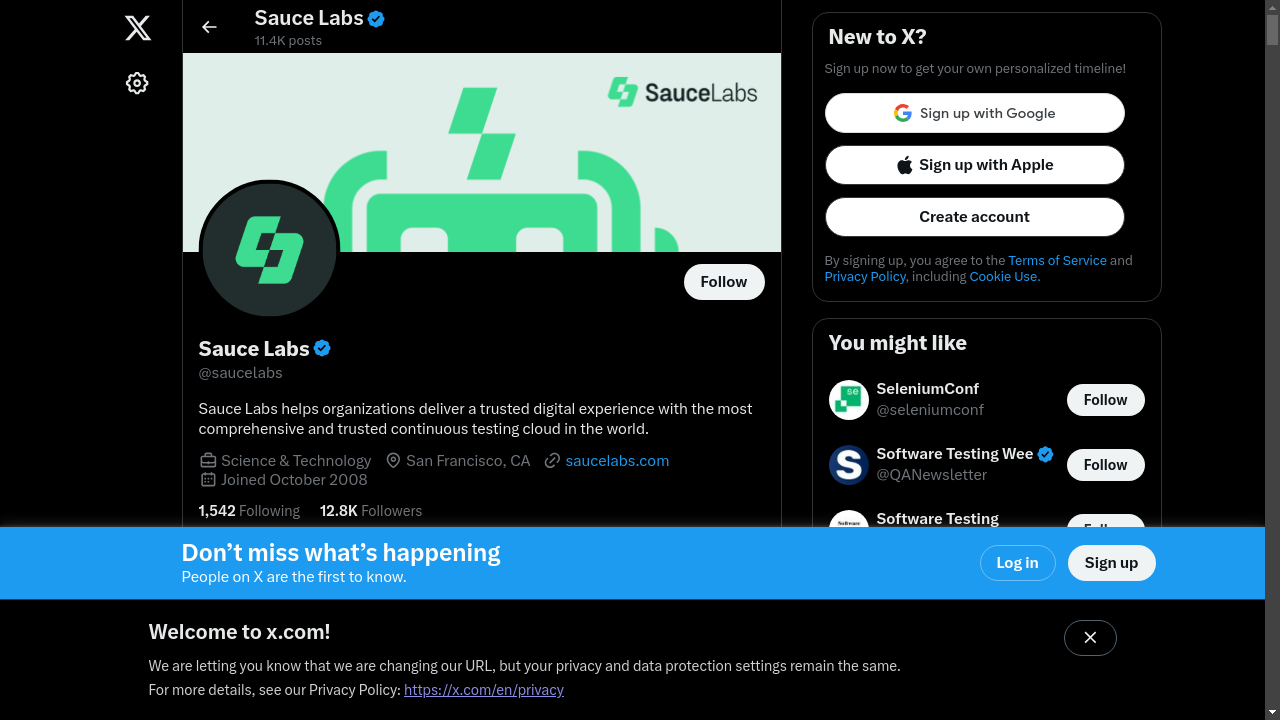 Sauce Labs
11.4K posts
SauceLabs
Follow
Sauce Labs
@saucelabs
Sauce Labs helps organizations deliver a trusted digital experience with the most
comprehensive and trusted continuous testing cloud in the world.
Science & Technology San Francisco, CA saucelabs.com
Joined October 2008
1,542 Following 12.8K Followers
New to X?
Sign up now to get your own personalized timeline!
Sign up with Google
Sign up with Apple
Create account
By signing up, you agree to the Terms of Service and
Privacy Policy, including Cookie Use.
You might like
se
SeleniumConf
@seleniumconf
Follow
S
Software Testing Wee
@QANewsletter
Follow
Software
Software Testing
Follow
Don’t miss what’s happening
People on X are the first to know.
Log in
Sign up
Welcome to x.com!
We are letting you know that we are changing our URL, but your privacy and data protection settings remain the same.
For more details, see our Privacy Policy: https://x.com/en/privacy